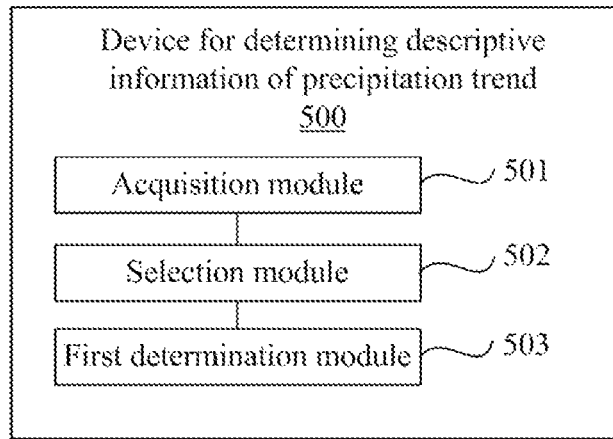 Device for determining descriptive
information of precipitation trend
500
Acquisition module
501
Selection module
502
First determination module
503